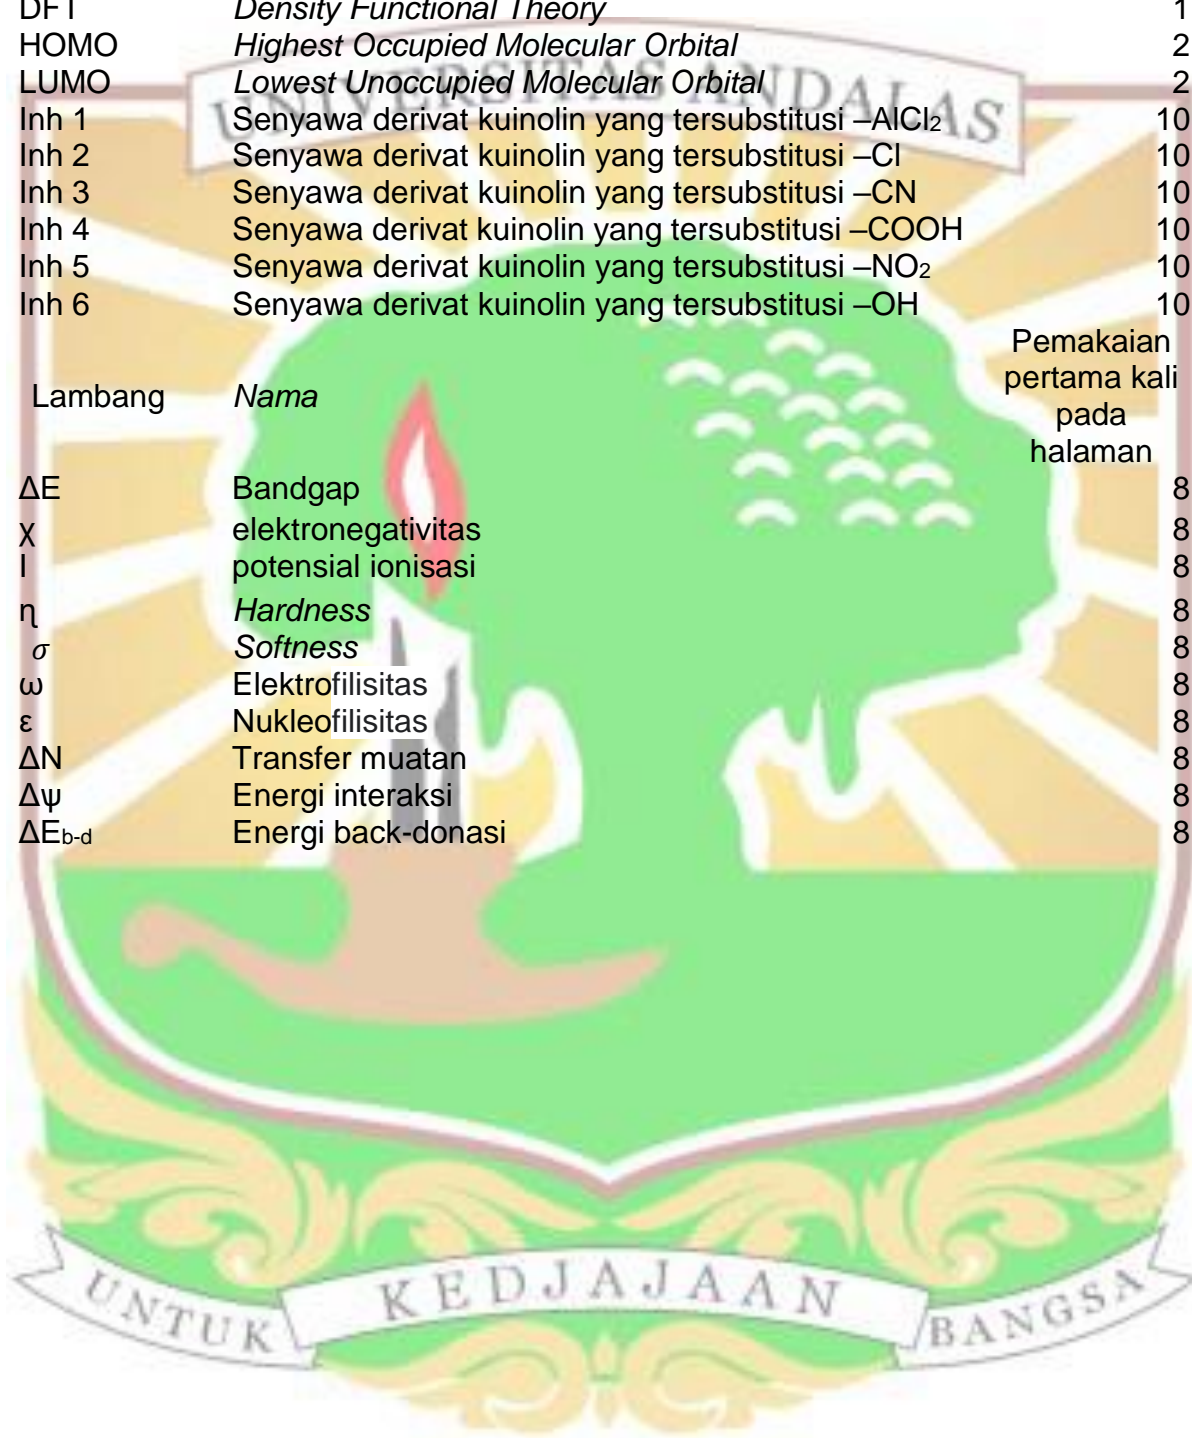 DFT Density Functional Theory 1
HOMO Highest Occupied Molecular Orbital 2
LUMO Lowest Unoccupied Molecular Orbital 2
UNIVERSITAS ANDALAS
Inh 1 Senyawa derivat kuinolin yang tersubstitusi –AlCl2 10
Inh 2 Senyawa derivat kuinolin yang tersubstitusi –Cl 10
Inh 3 Senyawa derivat kuinolin yang tersubstitusi –CN 10
Inh 4 Senyawa derivat kuinolin yang tersubstitusi –COOH 10
Inh 5 Senyawa derivat kuinolin yang tersubstitusi –NO2 10
Inh 6 Senyawa derivat kuinolin yang tersubstitusi –OH 10
Pemakaian
pertama kali
Lambang Nama
pada
halaman
ΔE Bandgap 8
χ elektronegativitas 8
I potensial ionisasi 8
η Hardness 8
σ Softness 8
ω Elektrofilisitas 8
ε Nukleofilisitas 8
ΔN Transfer muatan 8
Δψ Energi interaksi 8
ΔEb-d Energi back-donasi 8
UNTUK KEDJAJAAN BANGSA